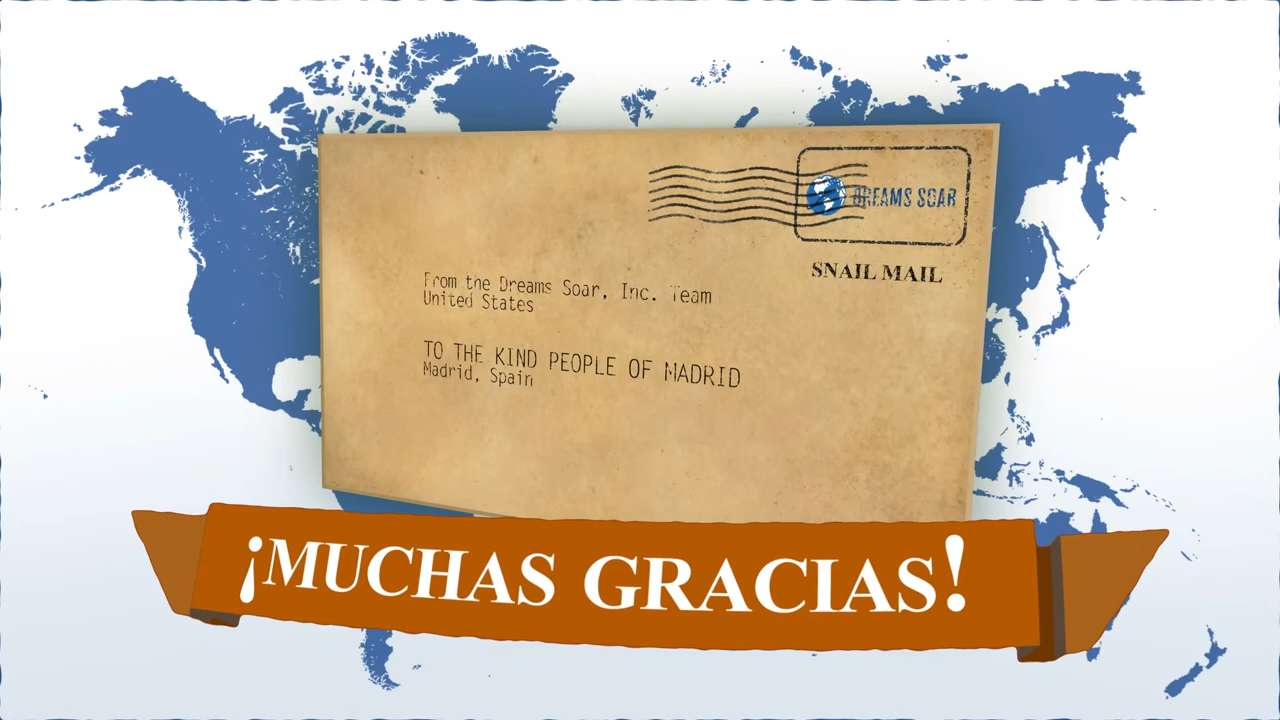 DREAMS SOAR
SNAIL MAIL
From the Dreams Soar, Inc. Team
United States
TO THE KIND PEOPLE OF MADRID
Madrid, Spain
¡MUCHAS GRACIAS!